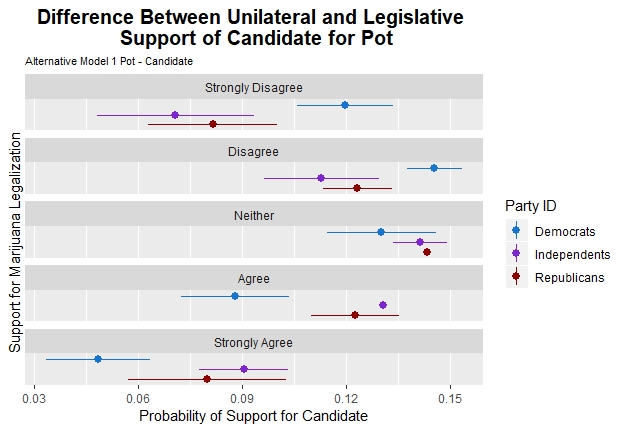 Difference Between Unilateral and Legislative
Support of Candidate for Pot
Alternative Model 1 Pot - Candidate
Support for Marijuana Legalization
Strongly Disagree
Disagree
Neither
Agree
Strongly Agree
0.03 0.06 0.09 0.12 0.15
Probability of Support for Candidate
Party ID
Democrats
Independents
Republicans